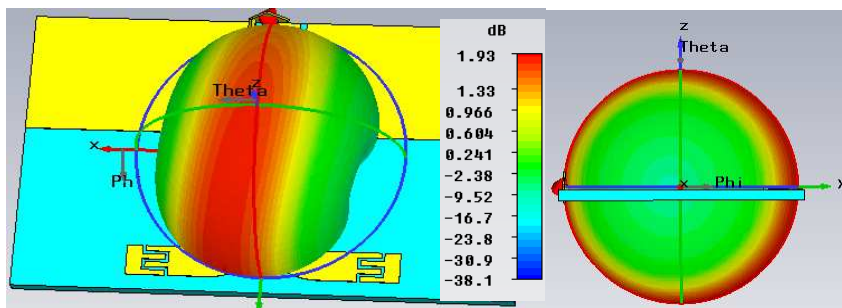 z
Theta
x
Ph
dB
1.93
1.33
0.966
0.604
0.241
-2.38
-9.52
-16.7
-23.8
-30.9
-38.1
z
Theta
x
Phi
x